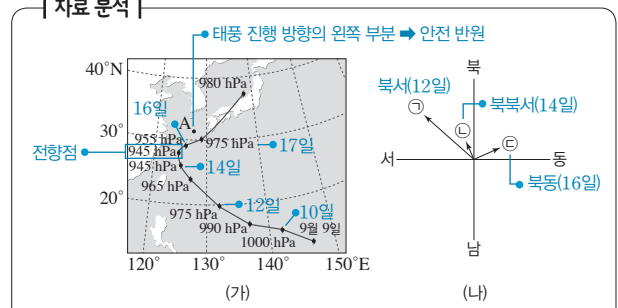 자료 분석
태풍 진행 방향의 왼쪽 부분 ➡ 안전 반원
40°N
980 hPa
16일
A
30°
955 hPa
975 hPa
17일
전향점
945 hPa
945 hPa
14일
965 hPa
20°
975 hPa
12일
10일
990 hPa
9월 9일
1000 hPa
120°
130°
140°
150°E
(가)
북
북서(12일)
㉠
북북서(14일)
㉡
㉢
서
동
북동(16일)
남
(나)